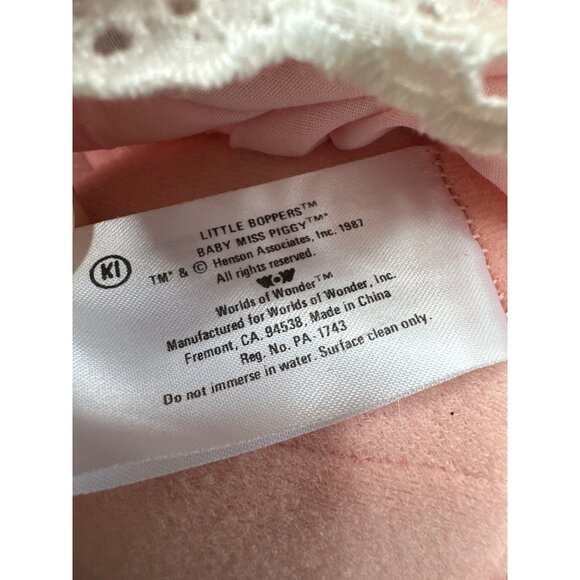 LITTLE BOPPERS™
BABY MISS PIGGY™*
KI
TM* & © Henson Associates, Inc. 1987
All rights reserved.
WOW
Worlds of Wonder™
Manufactured for Worlds of Wonder, Inc.
Fremont, CA. 94538, Made in China
Reg. No. PA-1743
Do not immerse in water. Surface clean only.